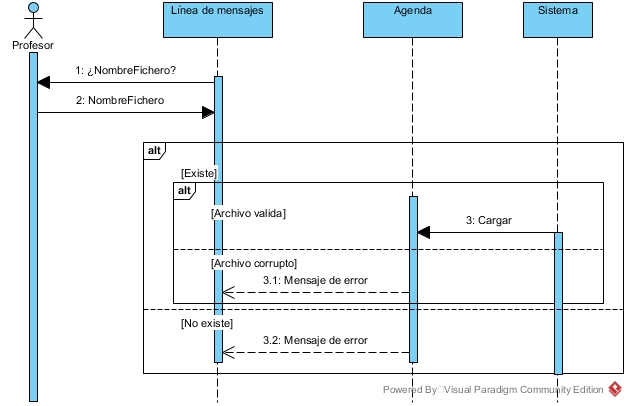 Profesor
Línea de mensajes
Agenda
Sistema
1: ¿NombreFichero?
2: NombreFichero
alt
[Existe]
alt
[Archivo valida]
3: Cargar
[Archivo corrupto]
3.1: Mensaje de error
[No existe]
3.2: Mensaje de error
Powered By Visual Paradigm Community Edition